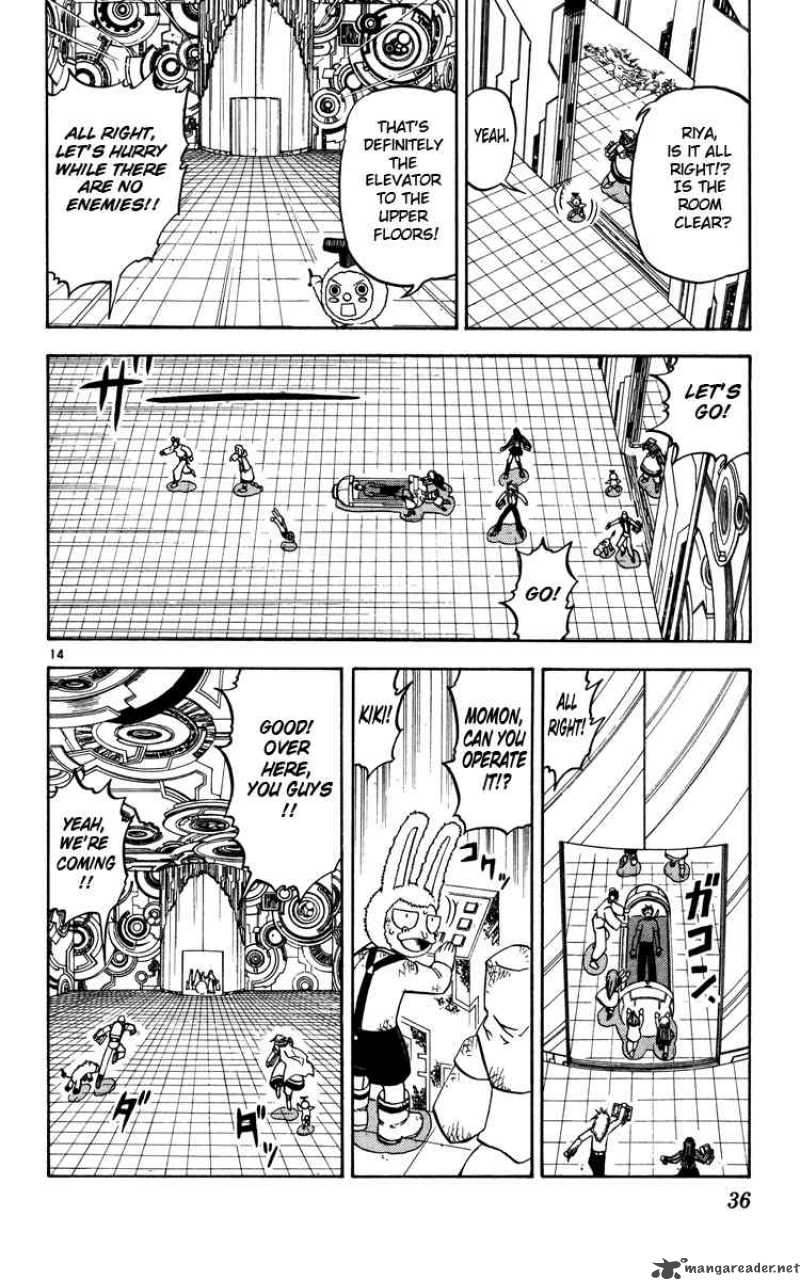 RIYA,
IS IT ALL
RIGHT!?
IS THE
ROOM
CLEAR?
YEAH.
THAT'S
DEFINITELY
THE
ELEVATOR
TO THE
UPPER
FLOORS!
ALL RIGHT,
LET'S HURRY
WHILE THERE
ARE NO
ENEMIES!!
LET'S
GO!
GO!
ザ
14
ALL
RIGHT!
ガコン
MOMON,
CAN YOU
OPERATE
IT!?
KIKI!
コクッ
GOOD!
OVER
HERE,
YOU GUYS
!!
YEAH,
WE'RE
COMING
!!
ダッ
ダッ
36
mangareader.net